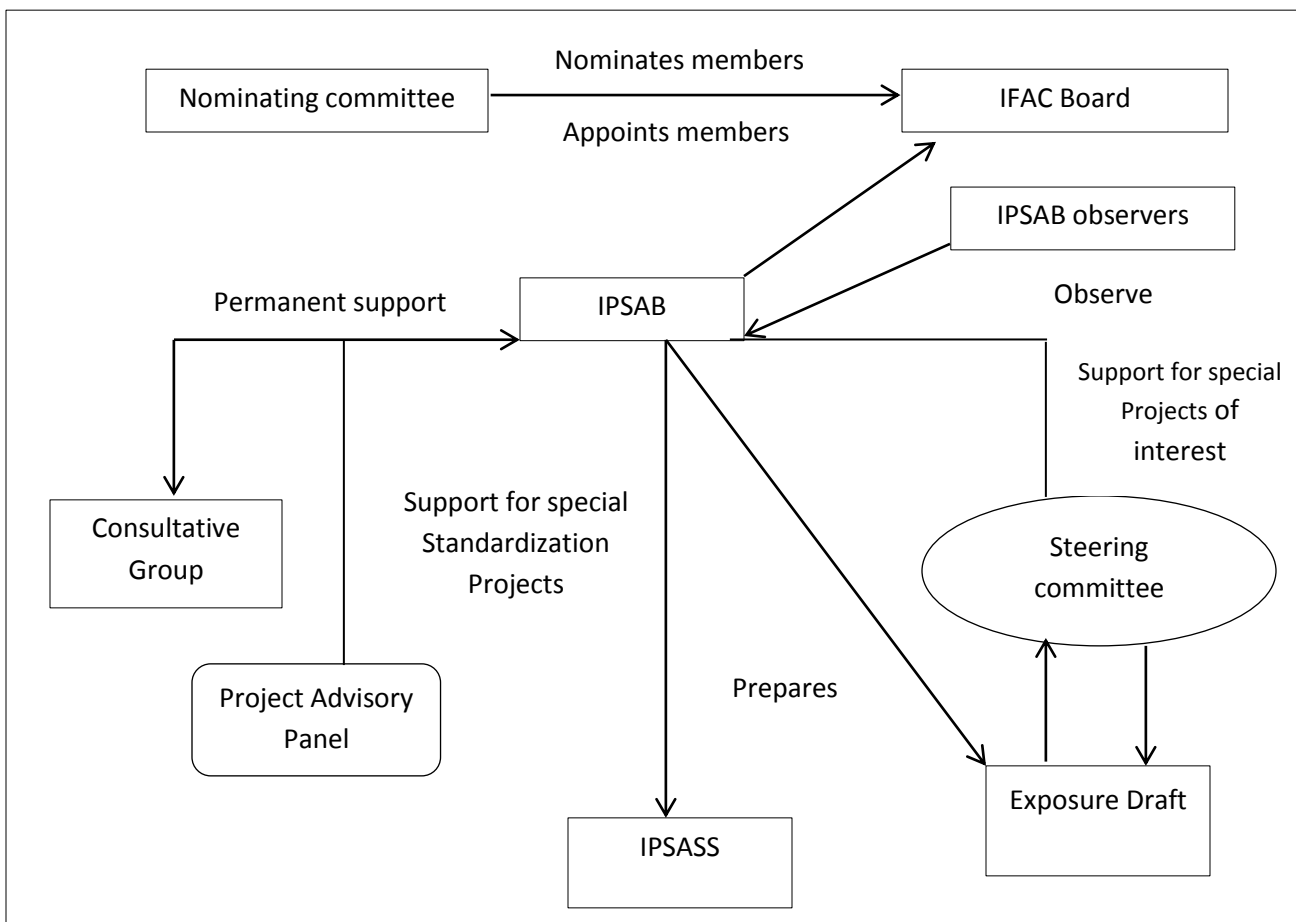 Nominates members
Nominating committee
IFAC Board
Appoints members
IPSAB observers
Permanent support
IPSAB
Observe
Support for special
Projects of
interest
Consultative
Group
Support for special
Standardization
Projects
Steering
committee
Project Advisory
Panel
Prepares
Exposure Draft
IPSASS